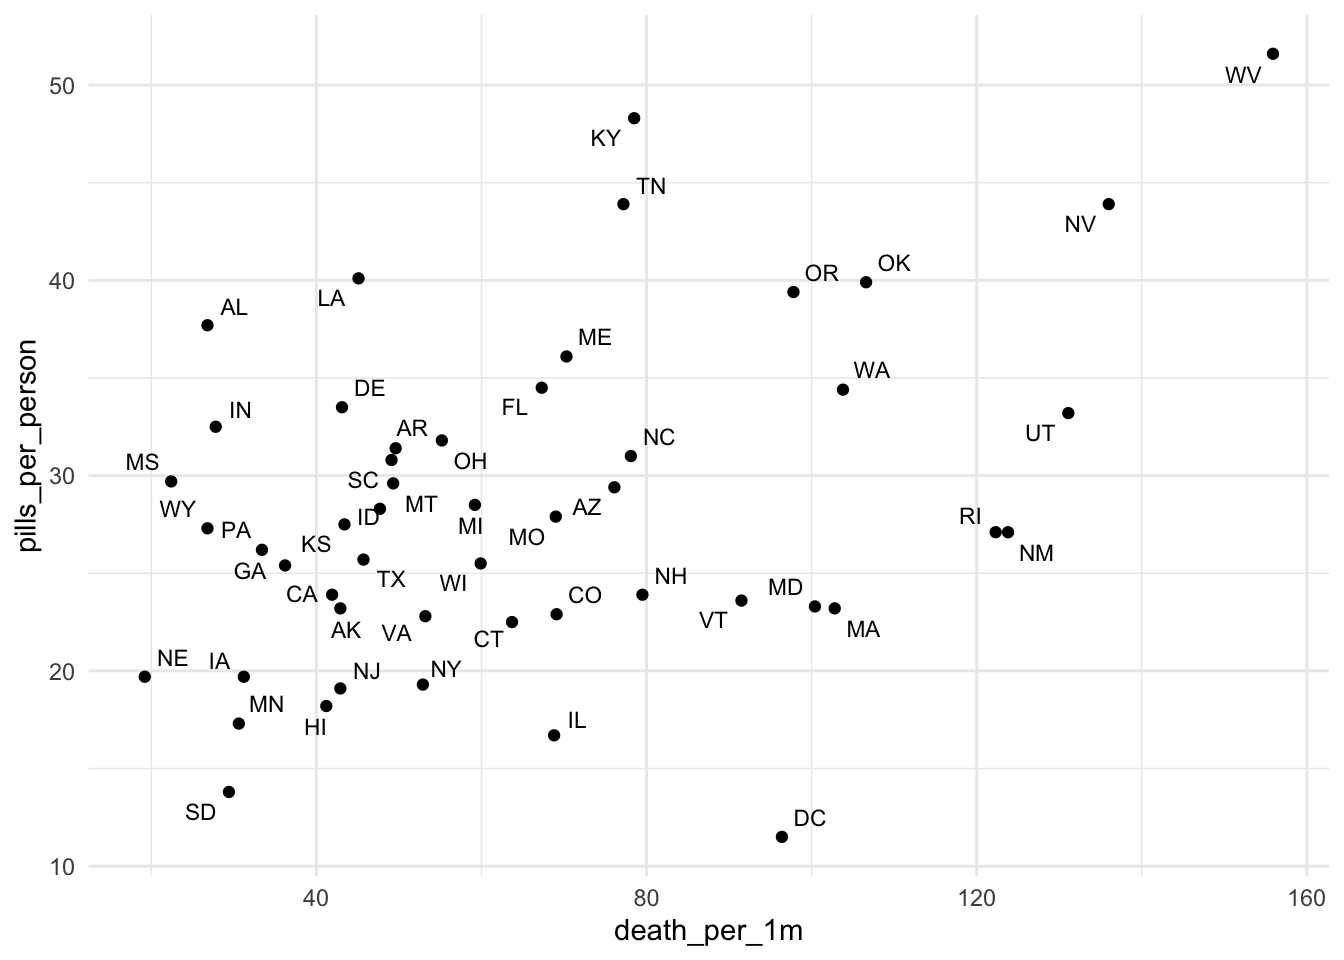 50
40
30
20
10
pills_per_person
WV
KY
TN
NV
OK
OR
LA
AL
ME
WA
DE
FL
IN
UT
AR
NC
OH
MS
SC
MT
WY
AZ
ID
MI
RI
PA
MO
KS
NM
GA
TX
WI
NH
CA
CO
MD
AK
VA
VT
MA
CT
NE
IA
NJ
NY
MN
HI
IL
SD
DC
40 80 120 160
death_per_1m